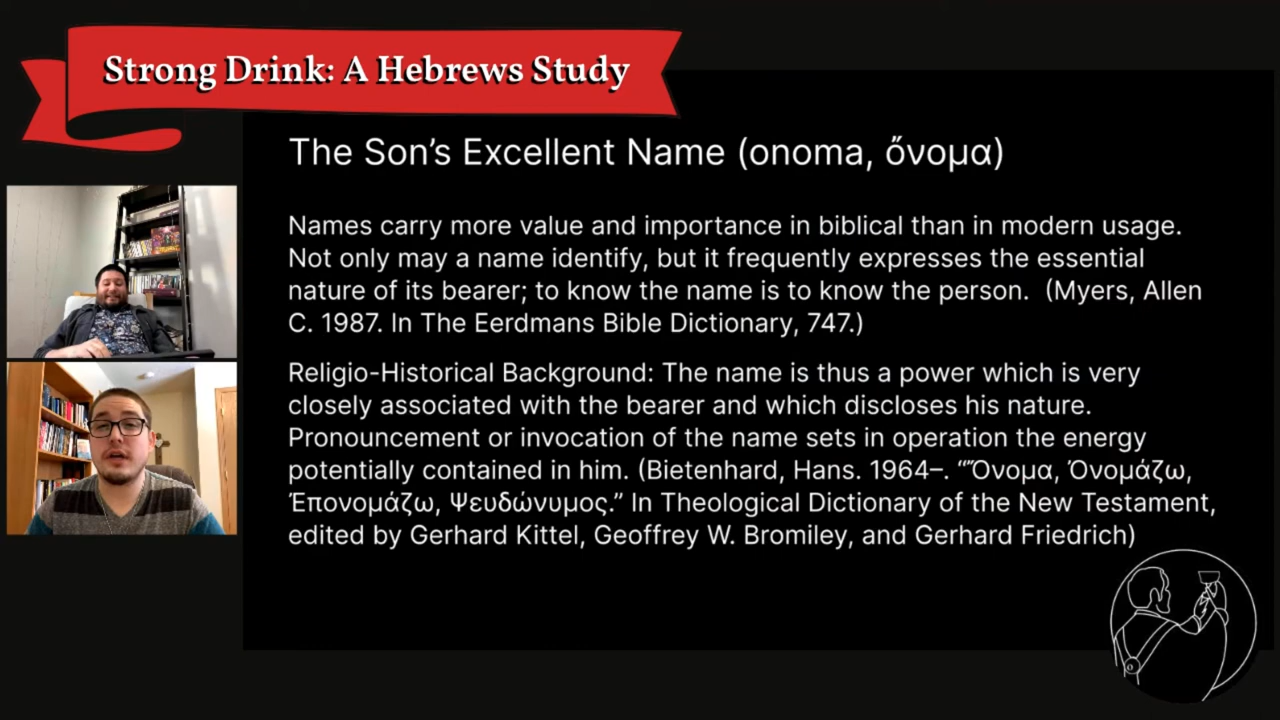 Strong Drink: A Hebrews Study
The Son’s Excellent Name (onoma, ὄνομα)
Names carry more value and importance in biblical than in modern usage.
Not only may a name identify, but it frequently expresses the essential
nature of its bearer; to know the name is to know the person.  (Myers, Allen
C. 1987. In The Eerdmans Bible Dictionary, 747.)
Religio-Historical Background: The name is thus a power which is very
closely associated with the bearer and which discloses his nature.
Pronouncement or invocation of the name sets in operation the energy
potentially contained in him. (Bietenhard, Hans. 1964–. “Ὄνομα, Ὀνομάζω,
Ἐπονομάζω, Ψευδώνυμος.” In Theological Dictionary of the New Testament,
edited by Gerhard Kittel, Geoffrey W. Bromiley, and Gerhard Friedrich)